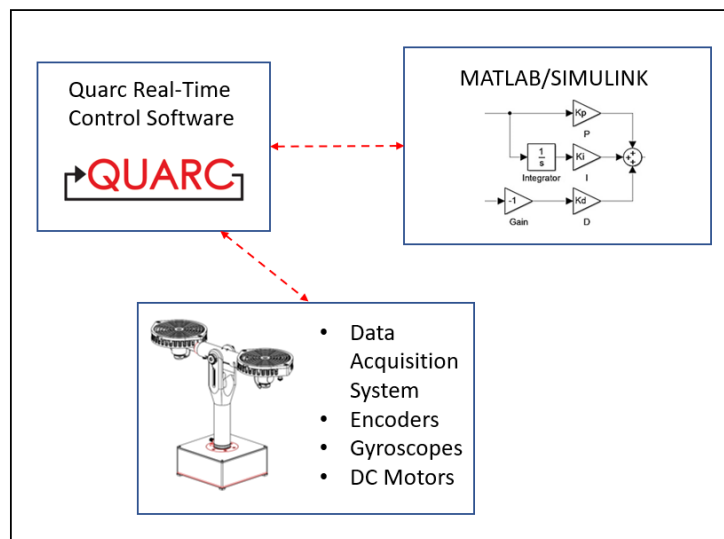 Quarc Real-Time
Control Software
QUARC
MATLAB/SIMULINK
Kp
P
1
s
Integrator
Ki
I
+
+
+
-1
Gain
Kd
D
• Data
Acquisition
System
• Encoders
• Gyroscopes
• DC Motors